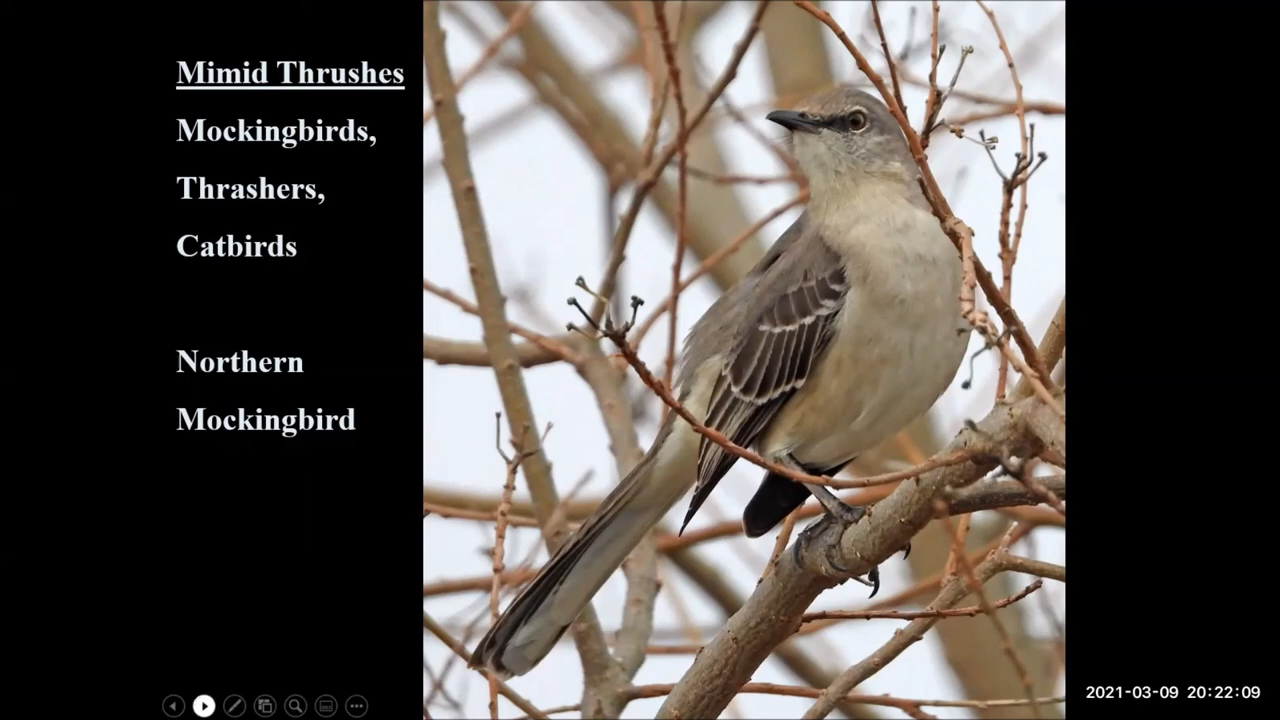 Mimid Thrushes
Mockingbirds,
Thrashers,
Catbirds
Northern
Mockingbird
2021-03-09 20:22:09